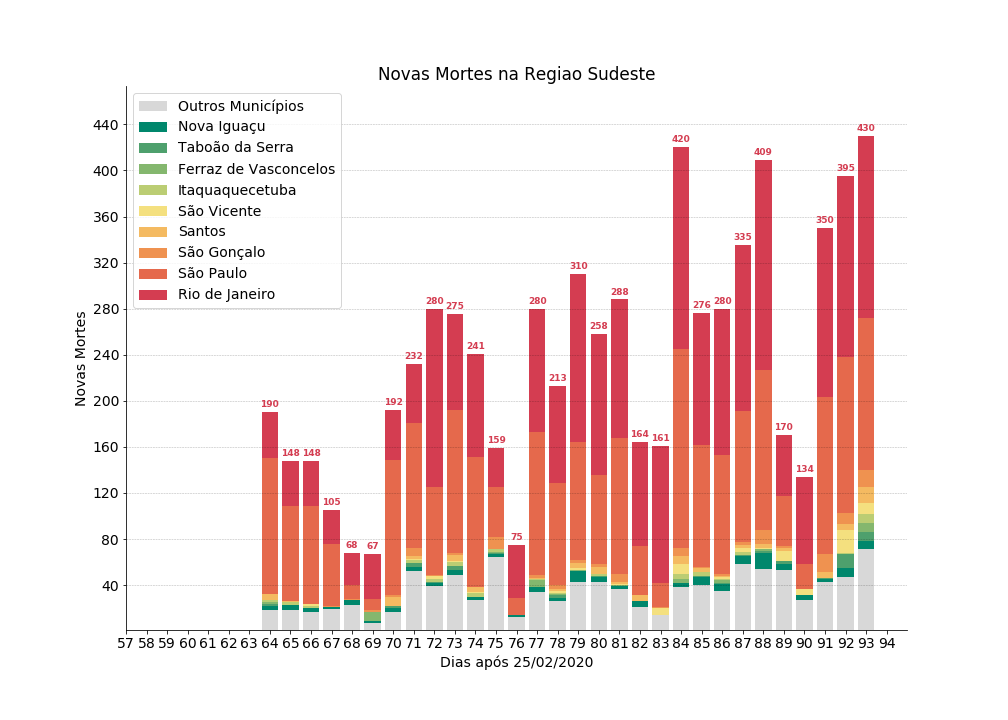 Novas Mortes na Regiao Sudeste
Outros Municípios
Nova Iguaçu
Taboão da Serra
Ferraz de Vasconcelos
Itaquaquecetuba
São Vicente
Santos
São Gonçalo
São Paulo
Rio de Janeiro
Novas Mortes
440
400
360
320
280
240
200
160
120
80
40
190 148 148 105 68 67 192 232 280 275 241 159 75 280 213 310 258 288 164 161 420 276 280 335 409 170 134 350 395 430
57 58 59 60 61 62 63 64 65 66 67 68 69 70 71 72 73 74 75 76 77 78 79 80 81 82 83 84 85 86 87 88 89 90 91 92 93 94
Dias após 25/02/2020